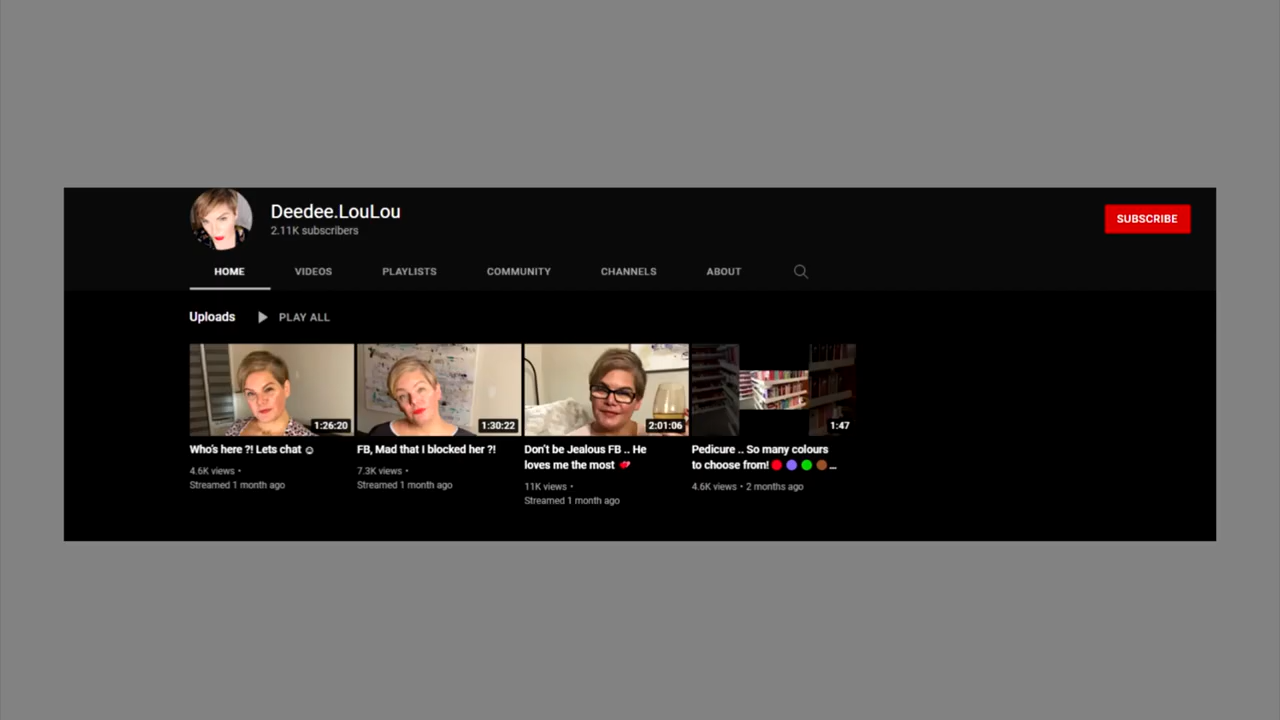 Deedee.LouLou
2.11K subscribers
SUBSCRIBE
HOME VIDEOS PLAYLISTS COMMUNITY CHANNELS ABOUT
Uploads PLAY ALL
1:26:20
1:30:22
2:01:06
1:47
Who's here ?! Lets chat ☺
4.6K views •
Streamed 1 month ago
FB, Mad that I blocked her ?!
7.3K views •
Streamed 1 month ago
Don't be Jealous FB .. He
loves me the most 💋
11K views •
Streamed 1 month ago
Pedicure .. So many colours
to choose from! 🔴 🟣 🟢 🟤 ...
4.6K views • 2 months ago